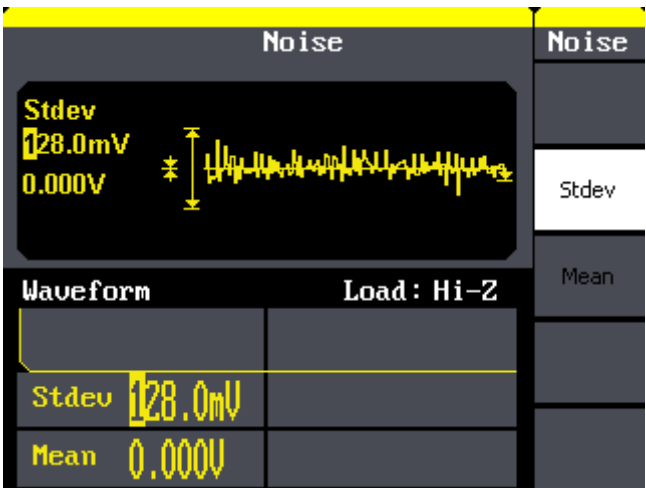 Noise
Noise
Stdev
128.0mV
0.000V
Stdev
Mean
Waveform Load: Hi-Z
Stdev 128.0mV
Mean 0.000V